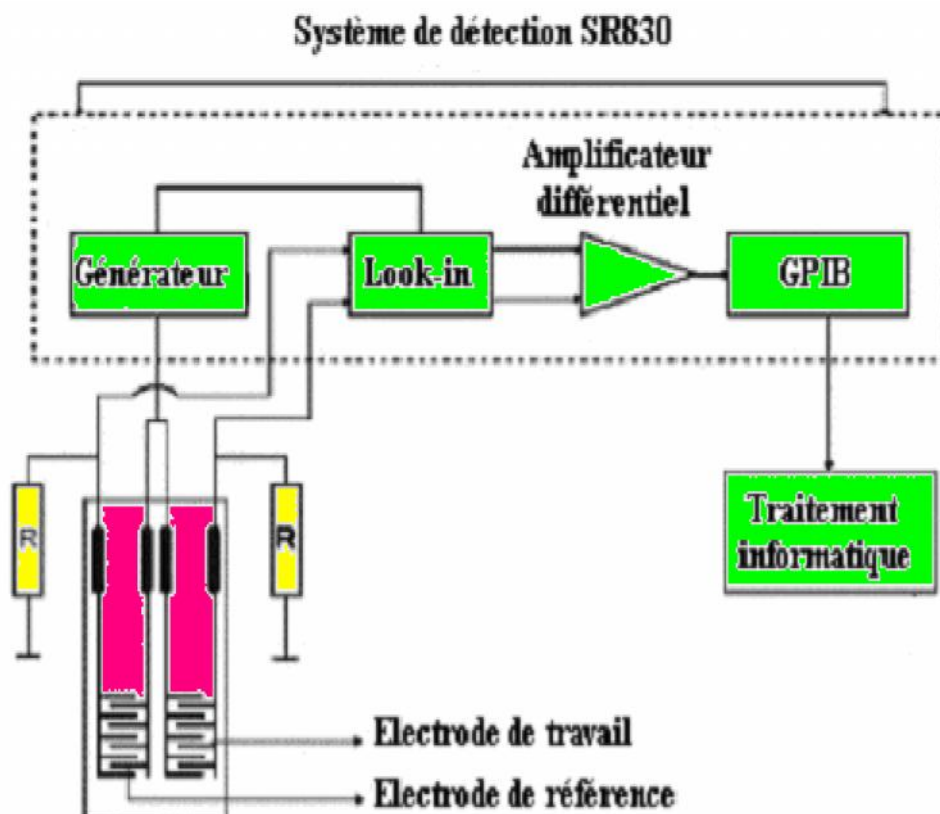 Système de détection SR830
Amplificateur
différentiel
Générateur
Look-in
GPIB
R
R
Traitement
informatique
Electrode de travail
Electrode de référence